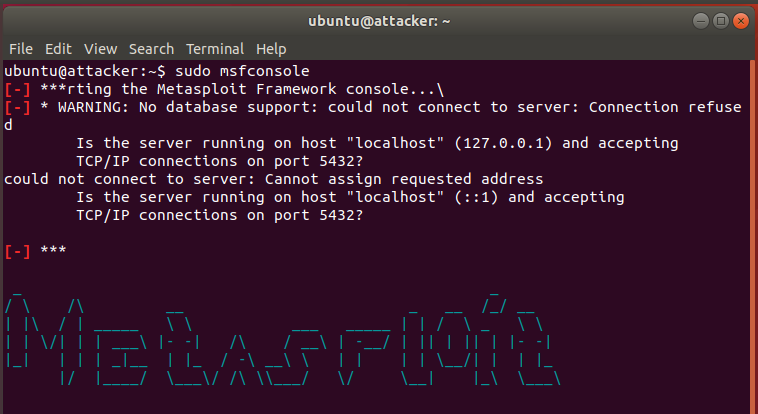 ubuntu@attacker: ~
File Edit View Search Terminal Help
ubuntu@attacker:~$ sudo msfconsole
[-] ***rting the Metasploit Framework console...\
[-] * WARNING: No database support: could not connect to server: Connection refuse
d
Is the server running on host "localhost" (127.0.0.1) and accepting
TCP/IP connections on port 5432?
could not connect to server: Cannot assign requested address
Is the server running on host "localhost" (::1) and accepting
TCP/IP connections on port 5432?
[-] ***